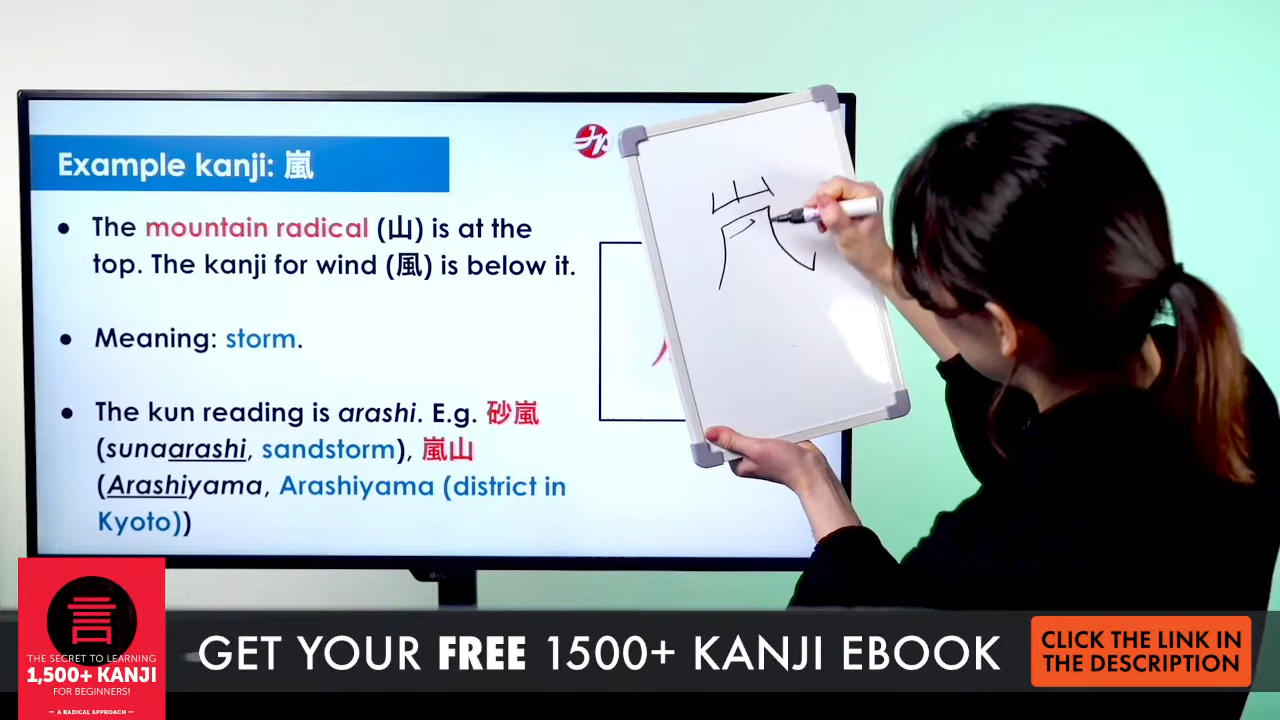 Example kanji: 嵐
• The mountain radical (山) is at the
top. The kanji for wind (風) is below it.
• Meaning: storm.
• The kun reading is arashi. E.g. 砂嵐
(sunaarashi, sandstorm), 嵐山
(Arashiyama, Arashiyama (district in
Kyoto))
言
THE SECRET TO LEARNING
1,500+ KANJI
FOR BEGINNERS!
— A RADICAL APPROACH —
GET YOUR FREE 1500+ KANJI EBOOK
CLICK THE LINK IN
THE DESCRIPTION